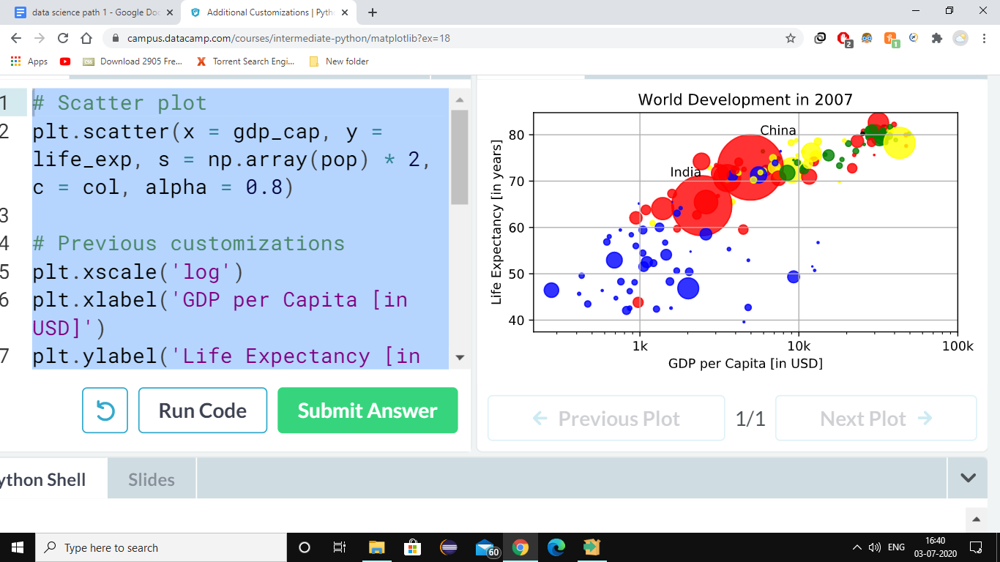 data science path 1 - Google Doc
Additional Customizations | Pyth
campus.datacamp.com/courses/intermediate-python/matplotlib?ex=18
2
1
Apps
CSS
Download 2905 Fre...
Torrent Search Engi...
New folder
1 # Scatter plot
2 plt.scatter(x = gdp_cap, y =
life_exp, s = np.array(pop) * 2,
c = col, alpha = 0.8)
3
4 # Previous customizations
5 plt.xscale('log')
6 plt.xlabel('GDP per Capita [in
USD]')
7 plt.ylabel('Life Expectancy [in
Run Code
Submit Answer
World Development in 2007
China
India
Life Expectancy [in years]
80
70
60
50
40
1k 10k 100k
GDP per Capita [in USD]
Previous Plot
1/1
Next Plot
ython Shell
Slides
Type here to search
60
ENG
16:40
03-07-2020